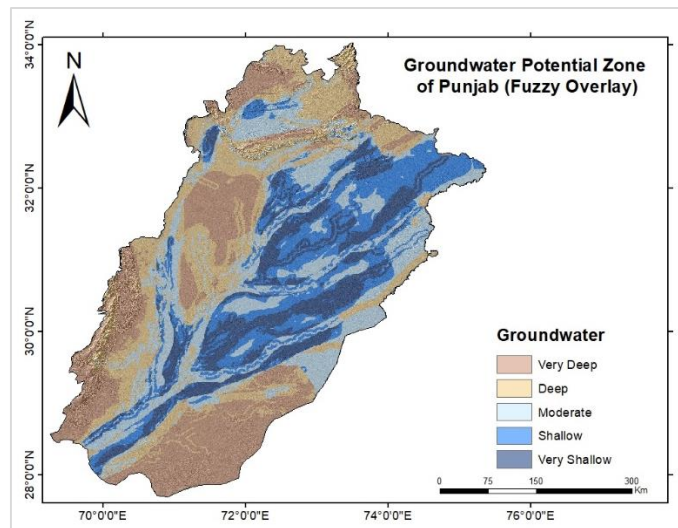 Groundwater Potential Zone
of Punjab (Fuzzy Overlay)
N
34°0'0"N
32°0'0"N
30°0'0"N
28°0'0"N
Groundwater
Very Deep
Deep
Moderate
Shallow
Very Shallow
0 75 150 300
Km
70°0'0"E 72°0'0"E 74°0'0"E 76°0'0"E